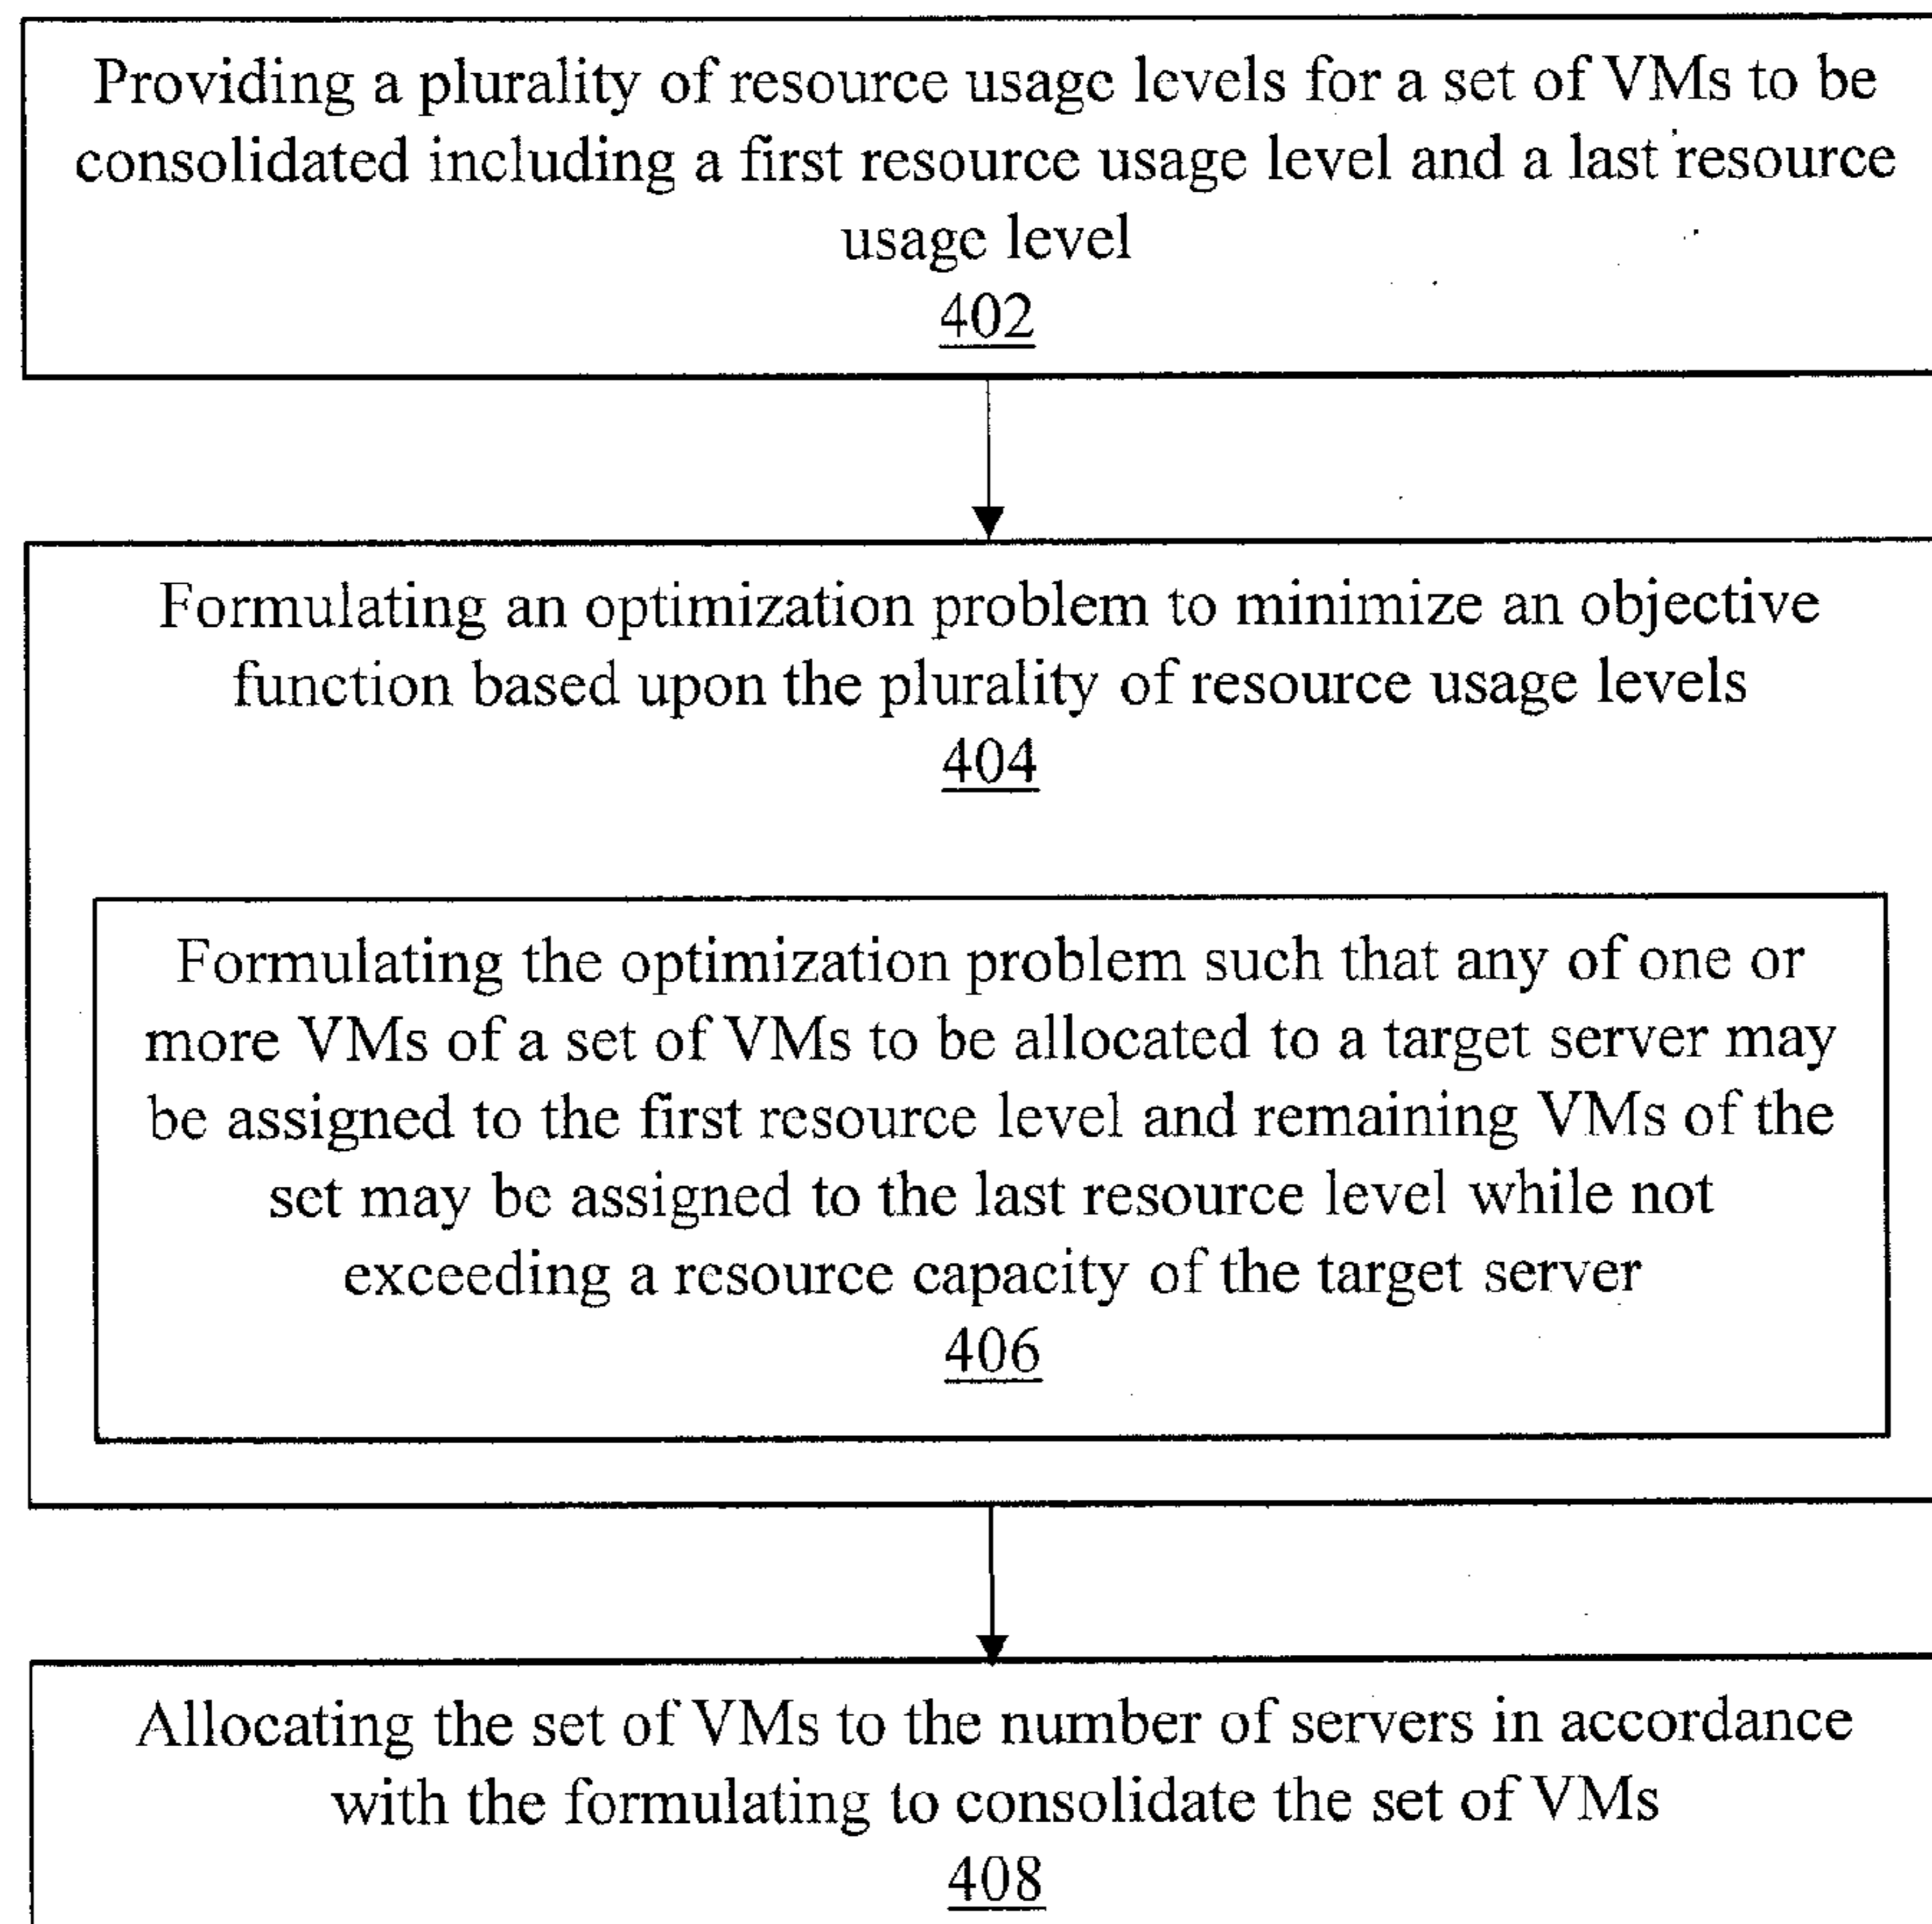 Providing a plurality of resource usage levels for a set of VMs to be
consolidated including a first resource usage level and a last resource
usage level
402
Formulating an optimization problem to minimize an objective
function based upon the plurality of resource usage levels
404
Formulating the optimization problem such that any of one or
more VMs of a set of VMs to be allocated to a target server may
be assigned to the first resource level and remaining VMs of the
set may be assigned to the last resource level while not
exceeding a resource capacity of the target server
406
Allocating the set of VMs to the number of servers in accordance
with the formulating to consolidate the set of VMs
408